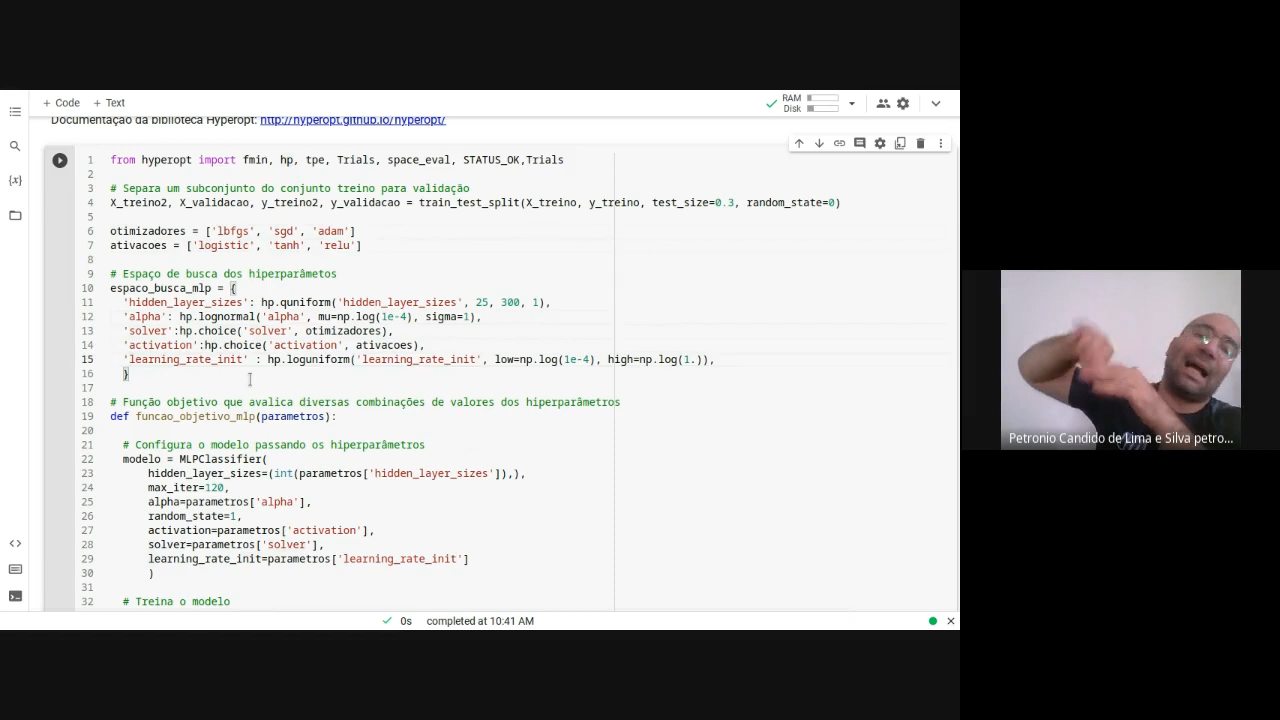 + Code + Text
RAM
Disk
Documentação da biblioteca Hyperopt: http://hyperopt.github.io/hyperopt/
1 from hyperopt import fmin, hp, tpe, Trials, space_eval, STATUS_OK,Trials
2
3 # Separa um subconjunto do conjunto treino para validação
4 X_treino2, X_validacao, y_treino2, y_validacao = train_test_split(X_treino, y_treino, test_size=0.3, random_state=0)
5
6 otimizadores = ['lbfgs', 'sgd', 'adam']
7 ativacoes = ['logistic', 'tanh', 'relu']
8
9 # Espaço de busca dos hiperparâmetos
10 espaco_busca_mlp = {
11 'hidden_layer_sizes': hp.quniform('hidden_layer_sizes', 25, 300, 1),
12 'alpha': hp.lognormal('alpha', mu=np.log(1e-4), sigma=1),
13 'solver':hp.choice('solver', otimizadores),
14 'activation':hp.choice('activation', ativacoes),
15 'learning_rate_init' : hp.loguniform('learning_rate_init', low=np.log(1e-4), high=np.log(1.)),
16 }
17
18 # Função objetivo que avalica diversas combinações de valores dos hiperparâmetros
19 def funcao_objetivo_mlp(parametros):
20
21 # Configura o modelo passando os hiperparâmetros
22 modelo = MLPClassifier(
23 hidden_layer_sizes=(int(parametros['hidden_layer_sizes']),),
24 max_iter=120,
25 alpha=parametros['alpha'],
26 random_state=1,
27 activation=parametros['activation'],
28 solver=parametros['solver'],
29 learning_rate_init=parametros['learning_rate_init']
30 )
31
32 # Treina o modelo
0s completed at 10:41 AM
Petronio Candido de Lima e Silva petro...